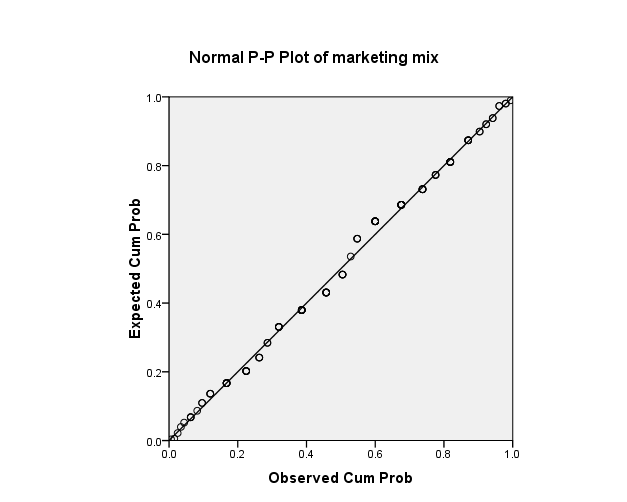 Normal P-P Plot of marketing mix
Expected Cum Prob
1.0
0.8
0.6
0.4
0.2
0.0
0.0 0.2 0.4 0.6 0.8 1.0
Observed Cum Prob